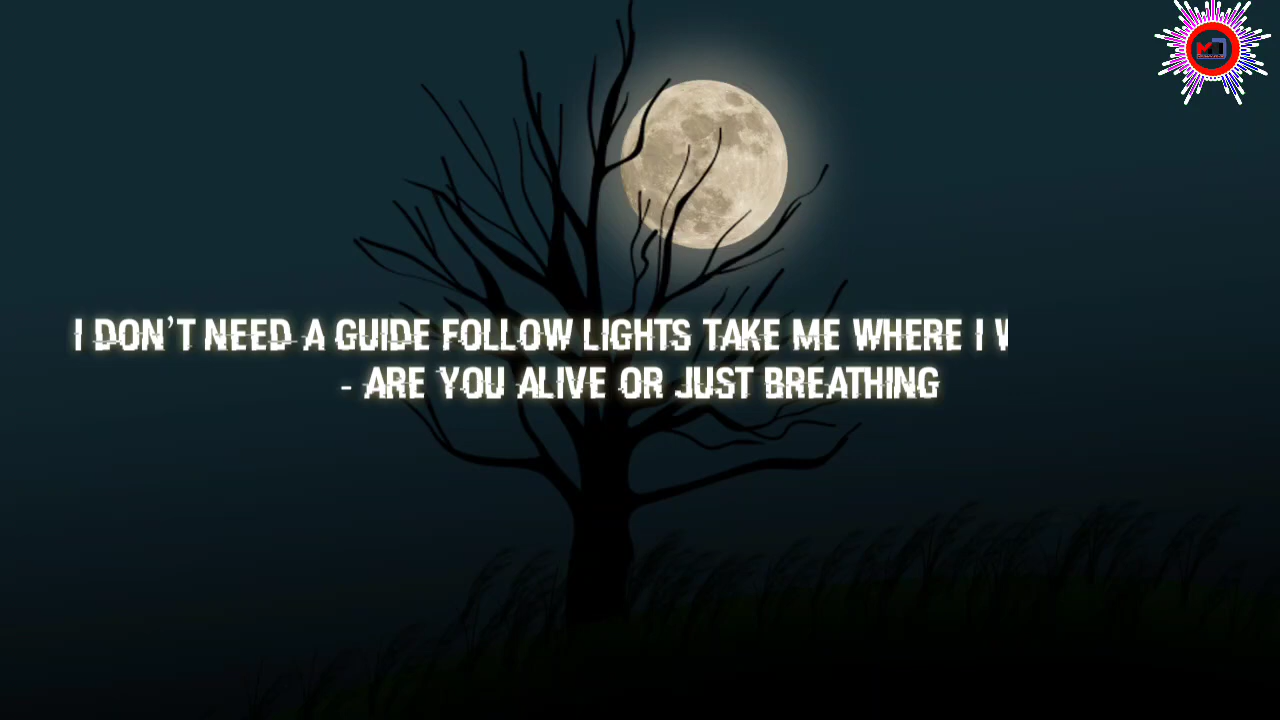 I DON'T NEED A GUIDE FOLLOW LIGHTS TAKE ME WHERE I
- ARE YOU ALIVE OR JUST BREATHING